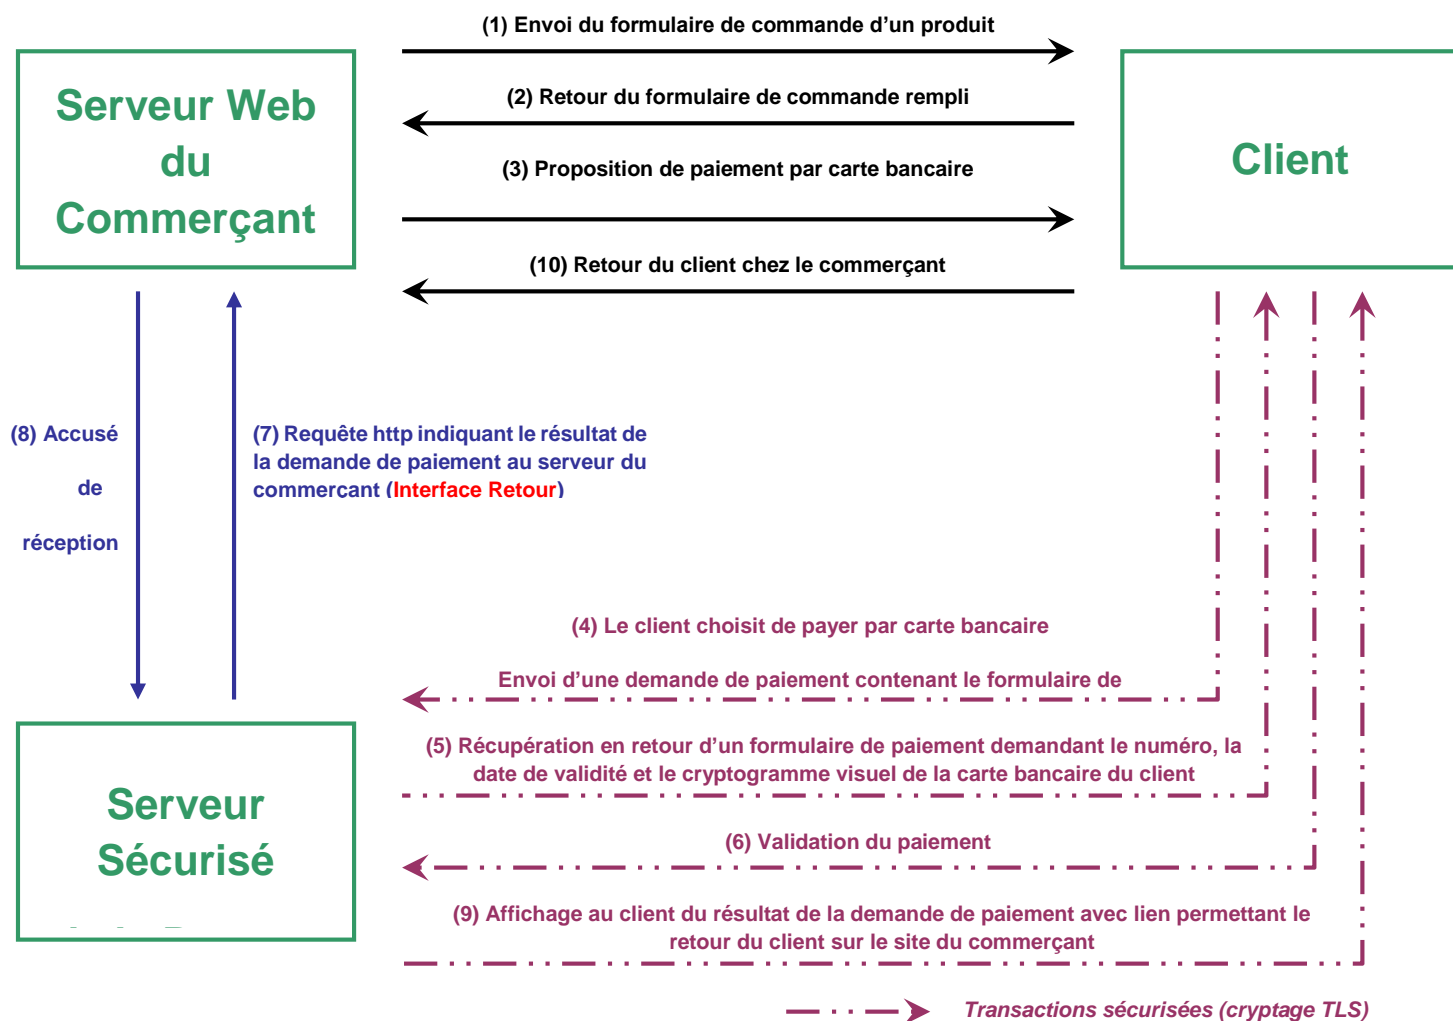 (1) Envoi du formulaire de commande d’un produit
Serveur Web
du
Commerçant
(2) Retour du formulaire de commande rempli
(3) Proposition de paiement par carte bancaire
(10) Retour du client chez le commerçant
Client
(8) Accusé
de
réception
(7) Requête http indiquant le résultat de
la demande de paiement au serveur du
commerçant (Interface Retour)
(4) Le client choisit de payer par carte bancaire
Envoi d’une demande de paiement contenant le formulaire de
(5) Récupération en retour d’un formulaire de paiement demandant le numéro, la
date de validité et le cryptogramme visuel de la carte bancaire du client
Serveur
Sécurisé
(6) Validation du paiement
(9) Affichage au client du résultat de la demande de paiement avec lien permettant le
retour du client sur le site du commerçant
Transactions sécurisées (cryptage TLS)